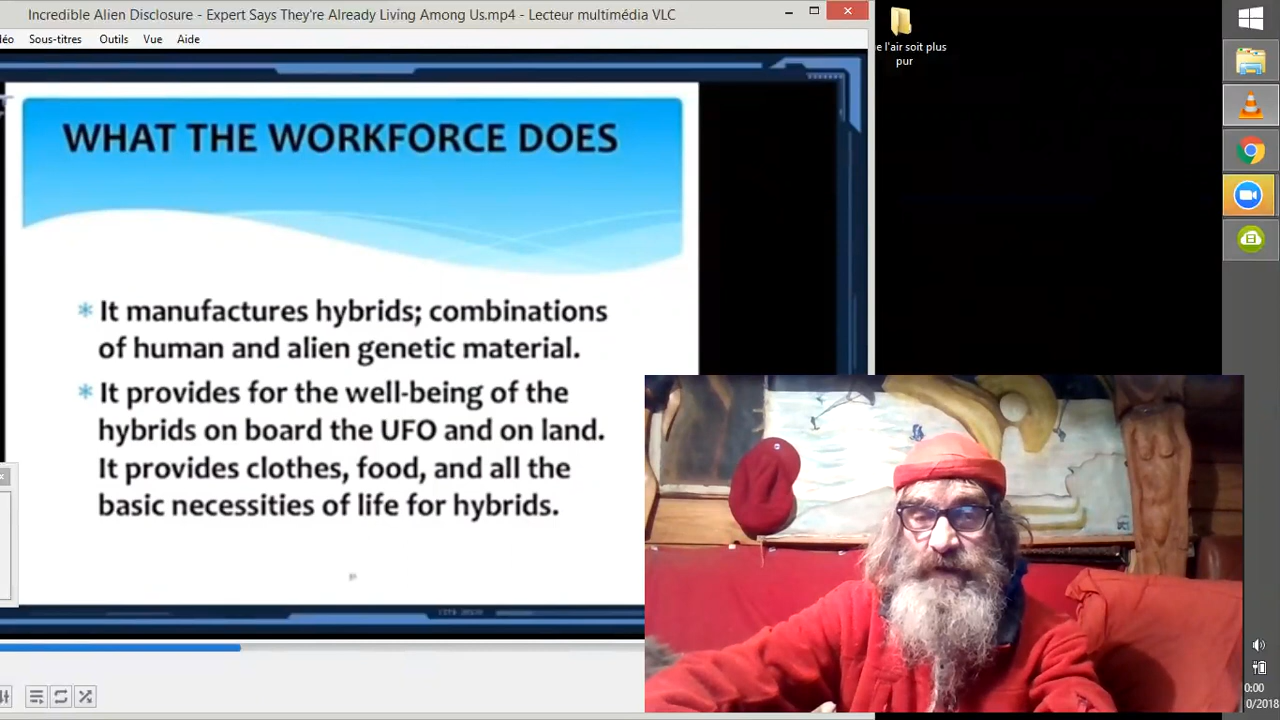 Incredible Alien Disclosure - Expert Says They're Already Living Among Us.mp4 - Lecteur multimédia VLC
Sous-titres Outils Vue Aide
e l'air soit plus
pur
WHAT THE WORKFORCE DOES
* It manufactures hybrids; combinations
of human and alien genetic material.
* It provides for the well-being of the
hybrids on board the UFO and on land.
It provides clothes, food, and all the
basic necessities of life for hybrids.
0:00
0/2018